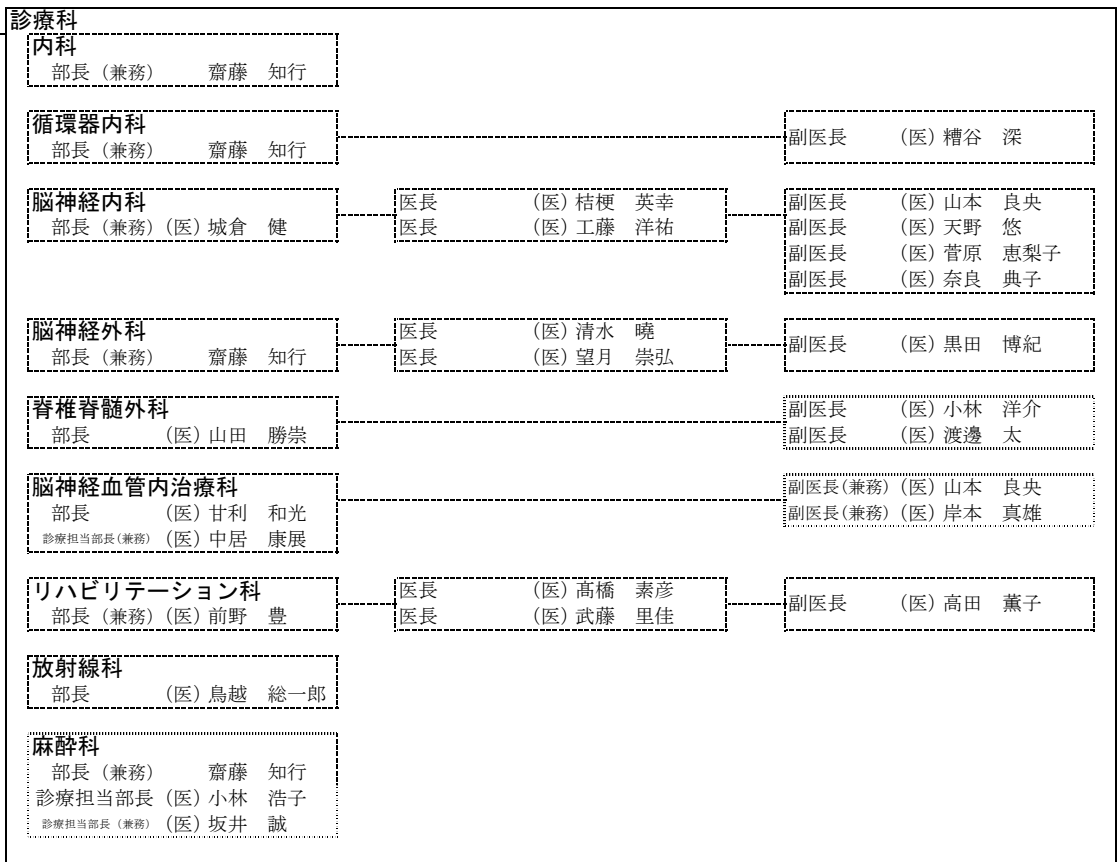 診療科
内科
部長（兼務）　齋藤　知行
循環器内科
部長（兼務）　齋藤　知行
副医長　（医）糟谷　深
脳神経内科
部長（兼務）（医）城倉　健
医長　（医）桔梗　英幸
医長　（医）工藤　洋祐
副医長　（医）山本　良央
副医長　（医）天野　悠
副医長　（医）菅原　恵梨子
副医長　（医）奈良　典子
脳神経外科
部長（兼務）　齋藤　知行
医長　（医）清水　曉
医長　（医）望月　崇弘
副医長　（医）黒田　博紀
脊椎脊髄外科
部長　（医）山田　勝崇
副医長　（医）小林　洋介
副医長　（医）渡邊　太
脳神経血管内治療科
部長　（医）甘利　和光
診療担当部長（兼務）（医）中居　康展
副医長（兼務）（医）山本　良央
副医長（兼務）（医）岸本　真雄
リハビリテーション科
部長（兼務）（医）前野　豊
医長　（医）髙橋　素彦
医長　（医）武藤　里佳
副医長　（医）高田　薫子
放射線科
部長　（医）鳥越　総一郎
麻酔科
部長（兼務）　齋藤　知行
診療担当部長（医）小林　浩子
診療担当部長（兼務）（医）坂井　誠